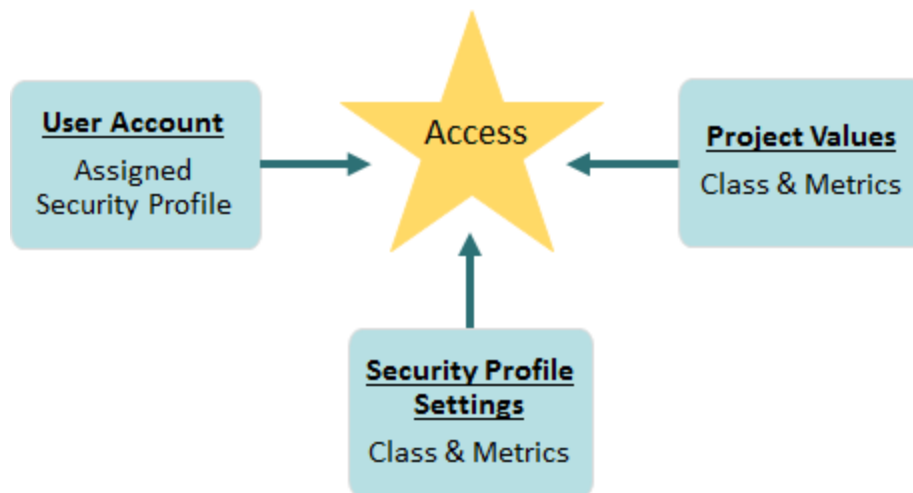 User Account
Assigned
Security Profile
Access
Project Values
Class & Metrics
Security Profile
Settings
Class & Metrics